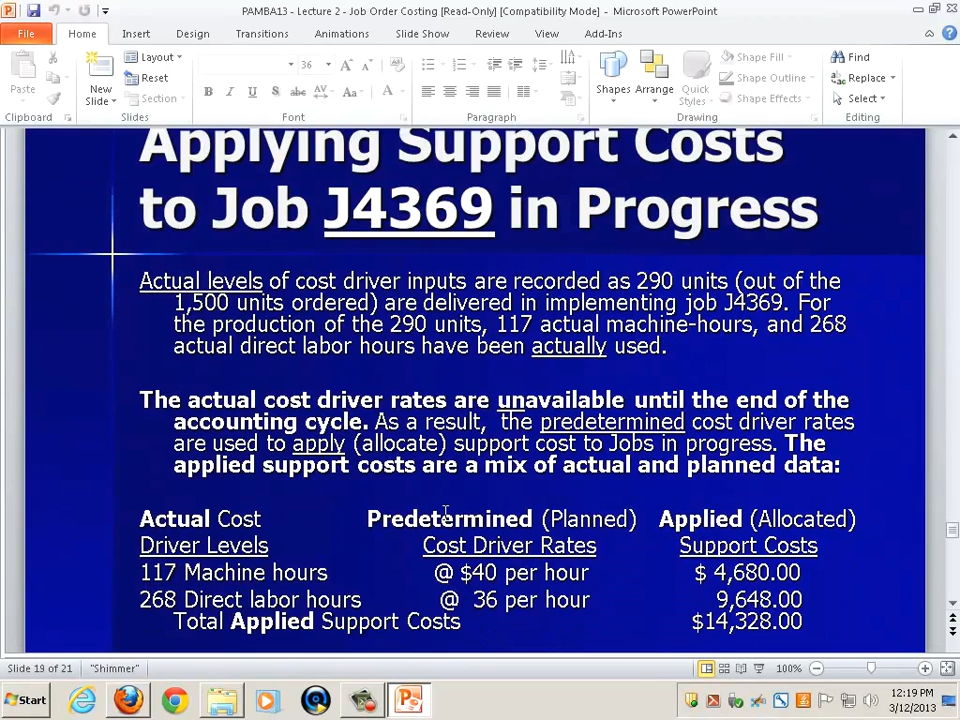 PAMBA13 - Lecture 2 - Job Order Costing [Read-Only] [Compatibility Mode] - Microsoft PowerPoint
File Home Insert Design Transitions Animations Slide Show Review View Add-Ins
Paste
Clipboard
New Slide
Layout
Reset
Section
Slides
36
B I U S abc AV Aa A
Font
Paragraph
Shapes
Arrange
Quick Styles
Shape Fill
Shape Outline
Shape Effects
Drawing
Find
Replace
Select
Editing
Applying Support Costs
to Job J4369 in Progress
Actual levels of cost driver inputs are recorded as 290 units (out of the
1,500 units ordered) are delivered in implementing job J4369. For
the production of the 290 units, 117 actual machine-hours, and 268
actual direct labor hours have been actually used.
The actual cost driver rates are unavailable until the end of the
accounting cycle. As a result, the predetermined cost driver rates
are used to apply (allocate) support cost to Jobs in progress. The
applied support costs are a mix of actual and planned data:
Actual Cost Predetermined (Planned) Applied (Allocated)
Driver Levels Cost Driver Rates Support Costs
117 Machine hours @ $40 per hour $ 4,680.00
268 Direct labor hours @ 36 per hour 9,648.00
Total Applied Support Costs $14,328.00
Slide 19 of 21 "Shimmer" 100%
Start 12:19 PM
3/12/2013